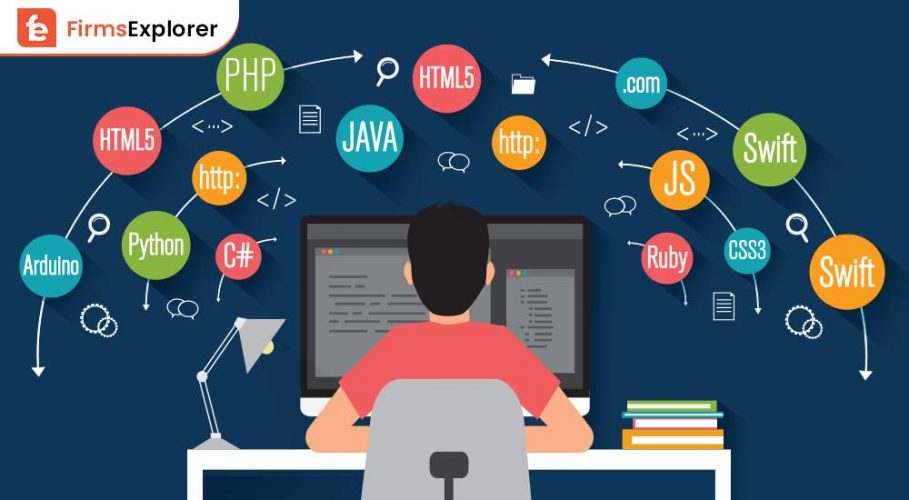 FirmsExplorer
PHP
HTML5
.com
HTML5
JAVA
http:
Swift
http:
JS
Arduino
Python
C#
Ruby
CSS3
Swift